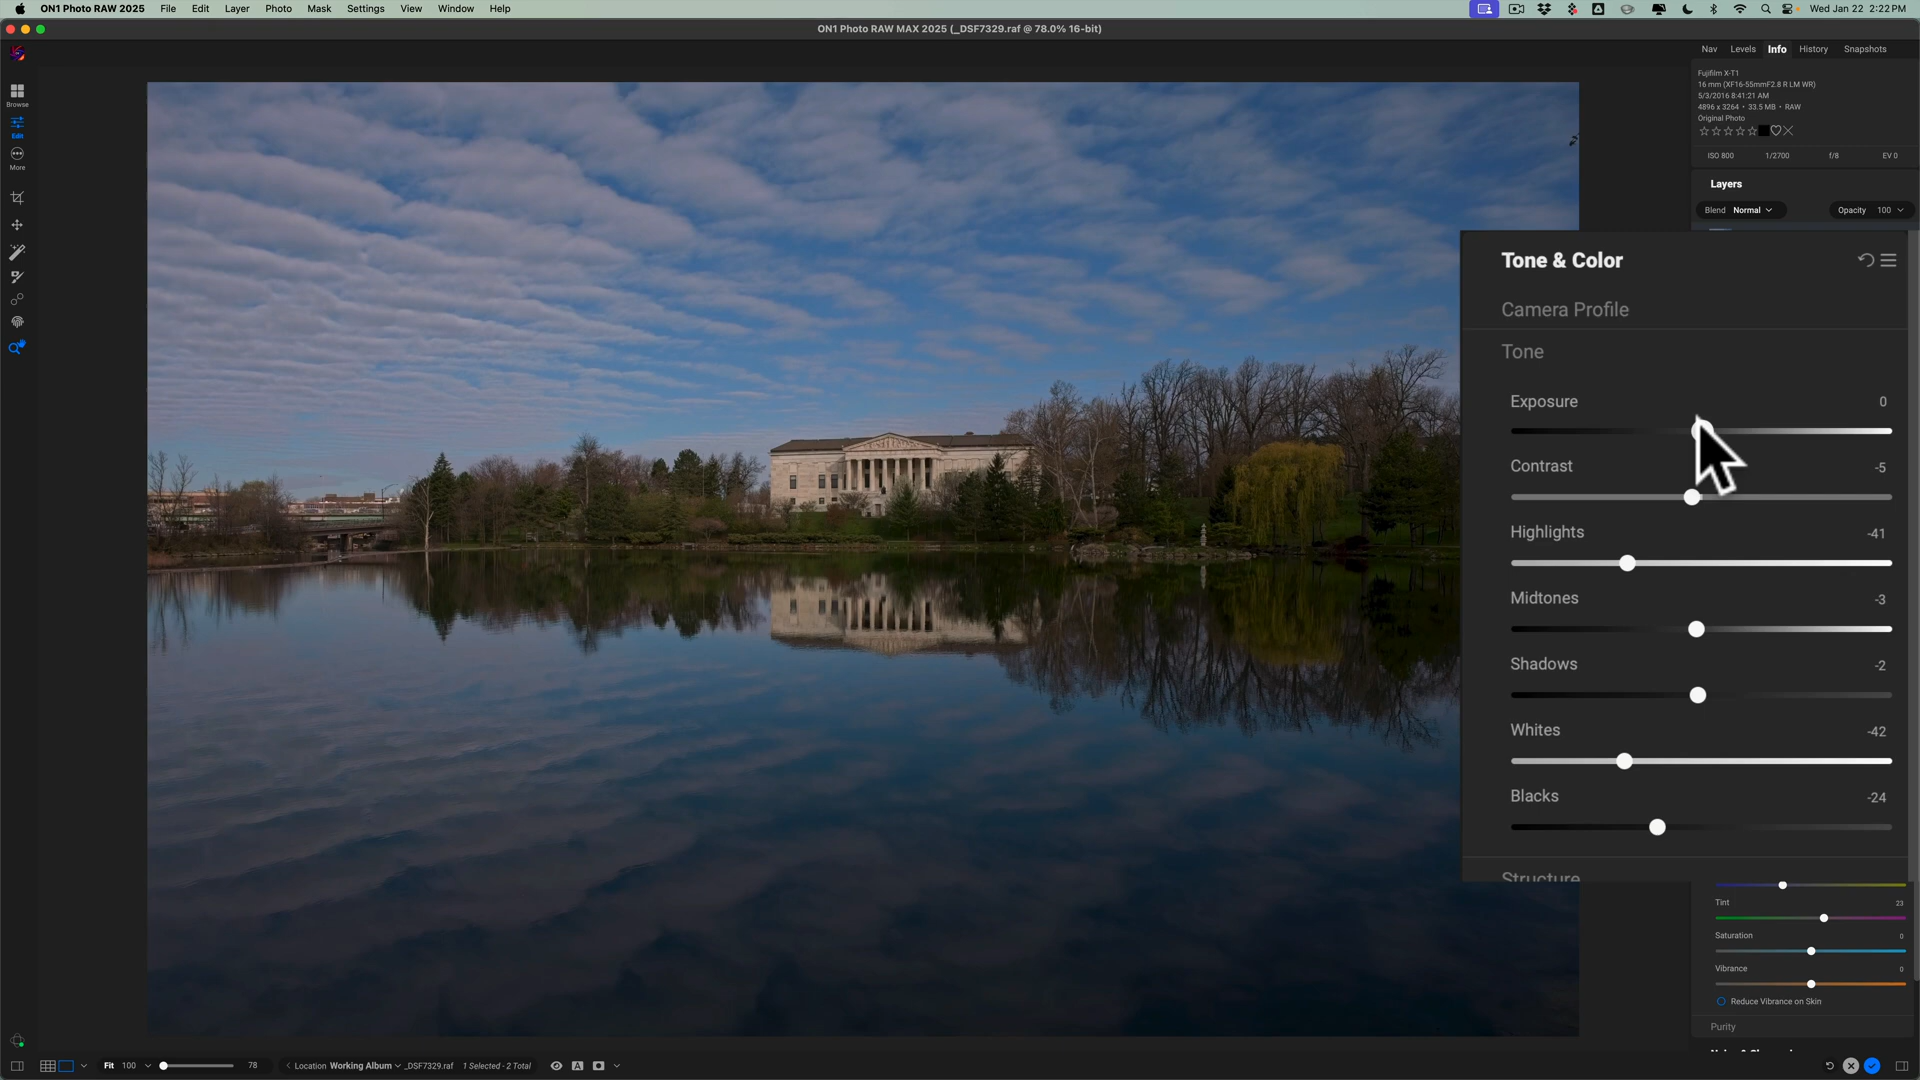 ON1 Photo RAW 2025 File Edit Layer Photo Mask Settings View Window Help Wed Jan 22 2:22 PM
ON1 Photo RAW MAX 2025 (_DSF7329.raf @ 78.0% 16-bit)
Nav Levels Info History Snapshots
Fujifilm X-T1
16 mm (XF16-55mmF2.8 R LM WR)
5/3/2016 8:41:21 AM
4896 x 3264 • 33.5 MB • RAW
Original Photo
ISO 800 1/2700 f/8 EV 0
Layers
Blend Normal Opacity 100
Browse
Edit
More
Tone & Color
Camera Profile
Tone
Exposure 0
Contrast -5
Highlights -41
Midtones -3
Shadows -2
Whites -42
Blacks -24
Structure
Tint 23
Saturation 0
Vibrance 0
Reduce Vibrance on Skin
Purity
Fit 100 78 Location Working Album _DSF7329.raf 1 Selected - 2 Total